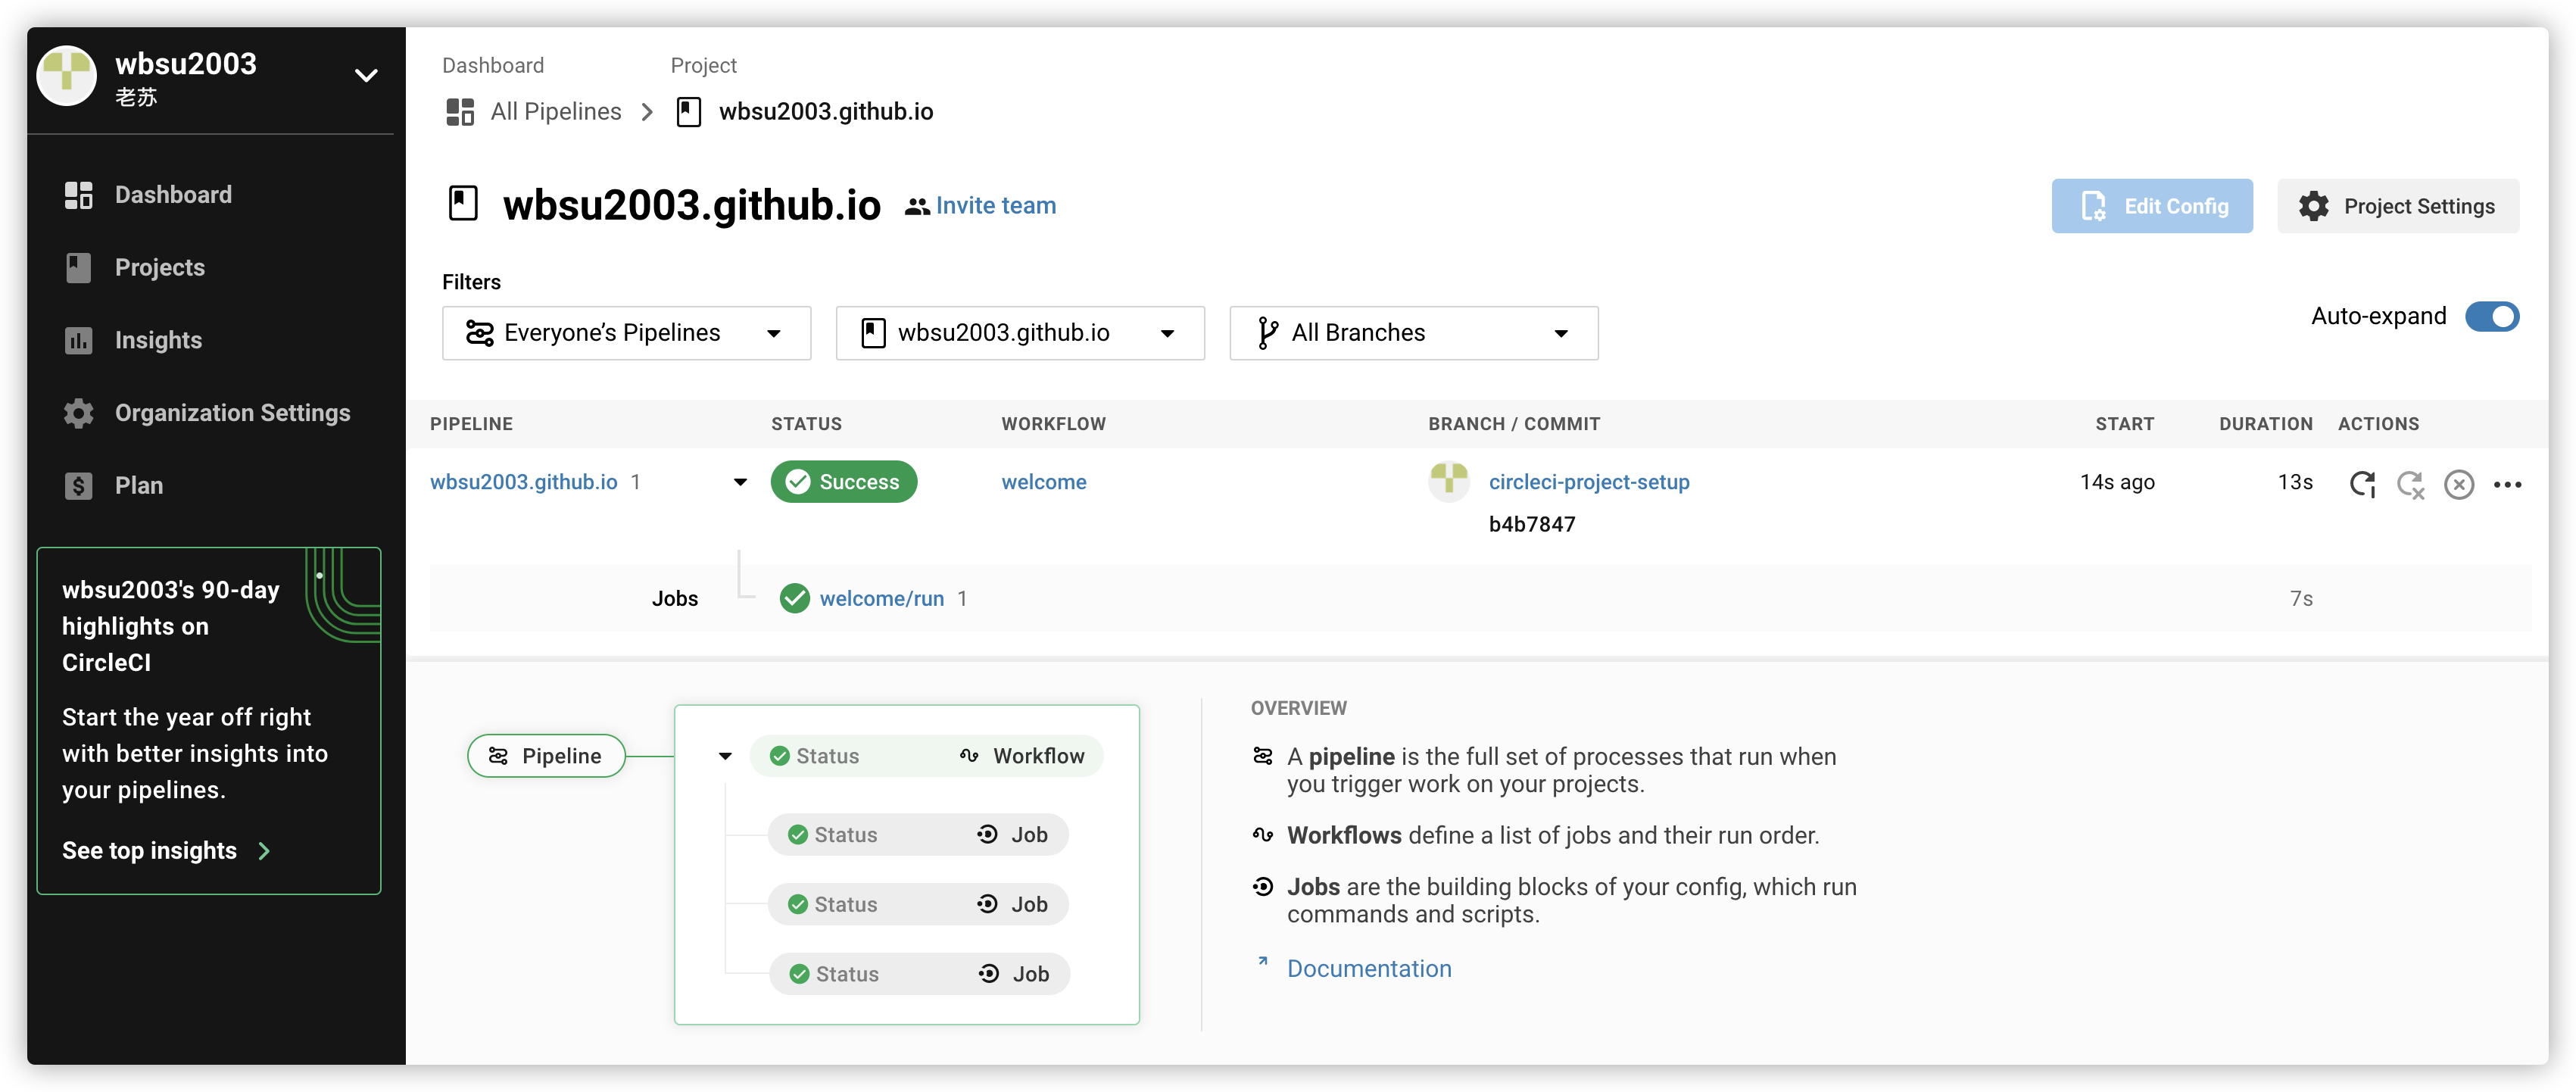 wbsu2003
老苏
Dashboard
Projects
Insights
Organization Settings
Plan
wbsu2003's 90-day
highlights on
CircleCI
Start the year off right
with better insights into
your pipelines.
See top insights
Dashboard Project
All Pipelines wbsu2003.github.io
wbsu2003.github.io Invite team
Edit Config Project Settings
Filters
Everyone’s Pipelines wbsu2003.github.io All Branches
Auto-expand
PIPELINE STATUS WORKFLOW BRANCH / COMMIT START DURATION ACTIONS
wbsu2003.github.io 1 Success welcome circleci-project-setup 14s ago 13s
b4b7847
Jobs welcome/run 1 7s
Pipeline
Status Workflow
Status Job
Status Job
Status Job
OVERVIEW
A pipeline is the full set of processes that run when
you trigger work on your projects.
Workflows define a list of jobs and their run order.
Jobs are the building blocks of your config, which run
commands and scripts.
Documentation